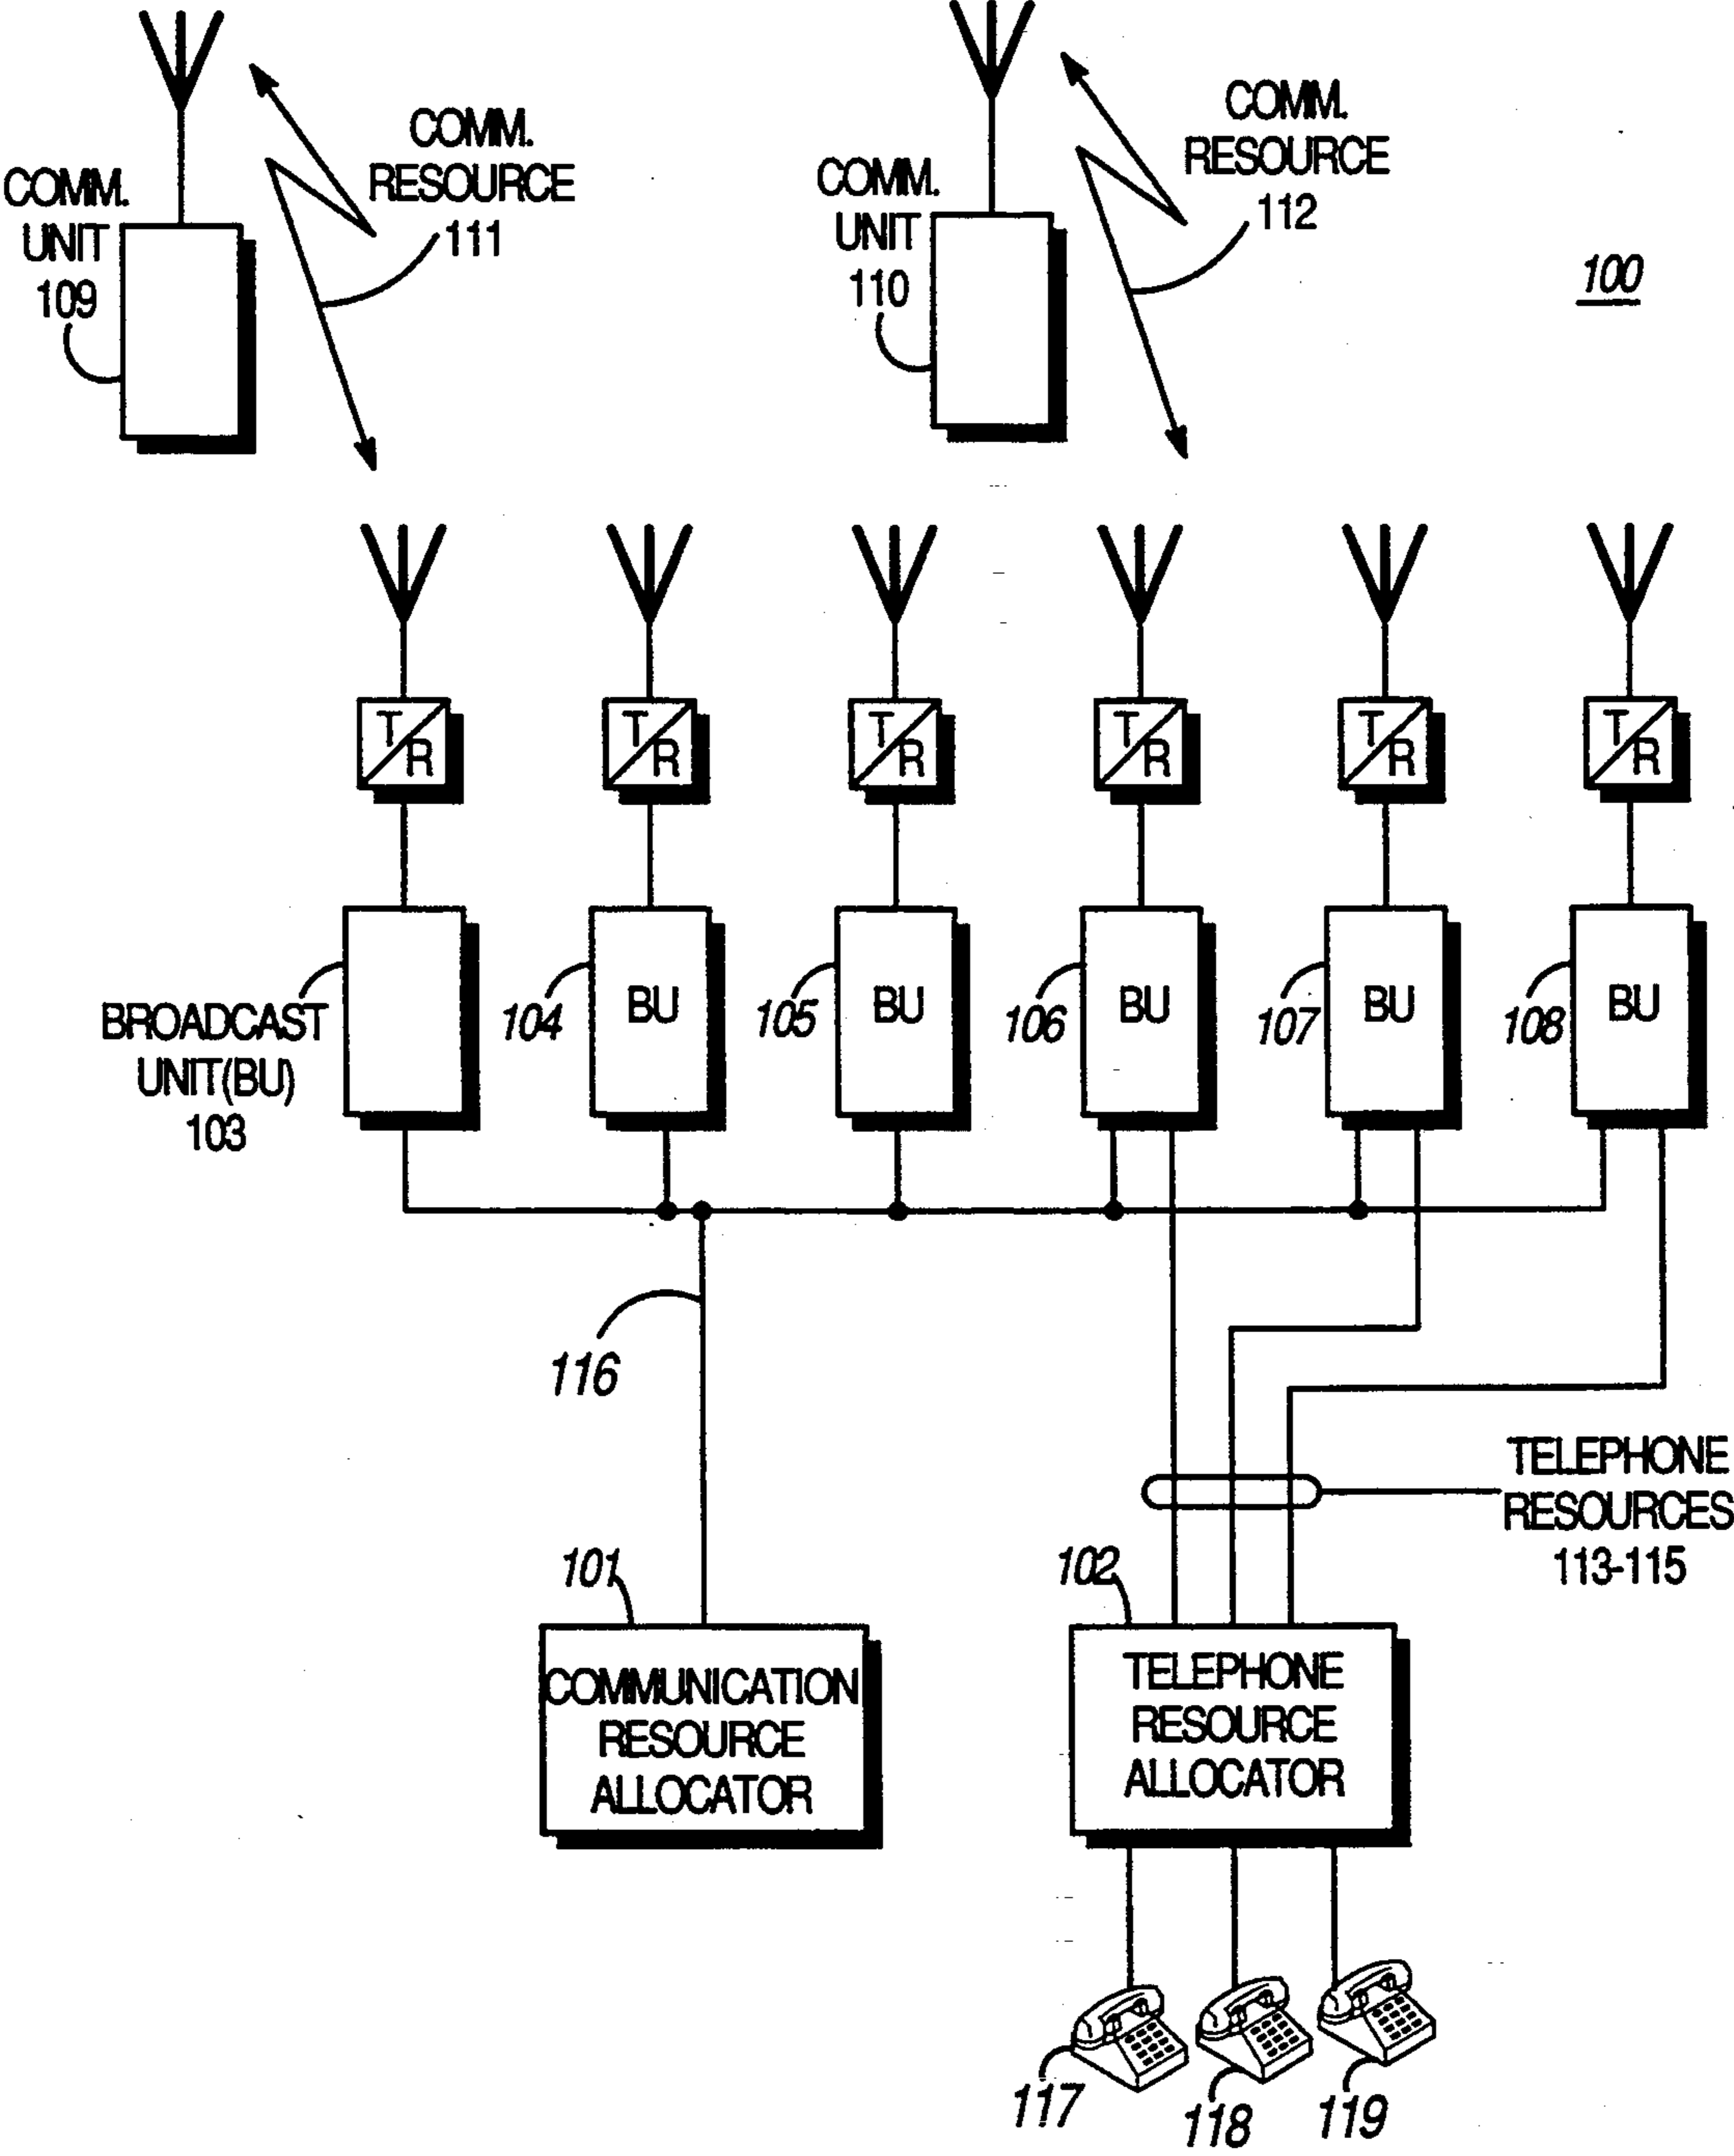 COMM.
RESOURCE
111
COMM.
UNIT
109
COMM.
RESOURCE
112
COMM.
UNIT
110
100
T/R
T/R
T/R
T/R
T/R
T/R
BROADCAST
UNIT(BU)
103
104
BU
105
BU
106
BU
107
BU
108
BU
116
TELEPHONE
RESOURCES
113-115
101
102
COMMUNICATION
RESOURCE
ALLOCATOR
TELEPHONE
RESOURCE
ALLOCATOR
117
118
119